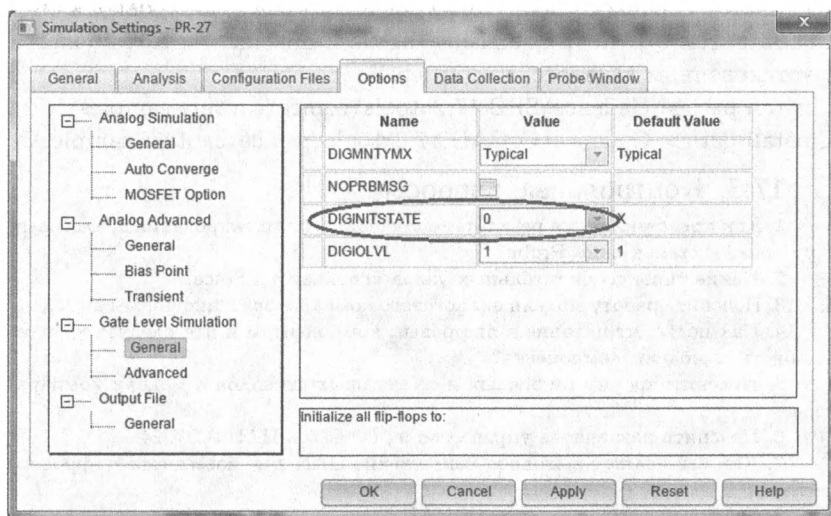 Simulation Settings - PR-27
General Analysis Configuration Files Options Data Collection Probe Window
Analog Simulation
General
Auto Converge
MOSFET Option
Analog Advanced
General
Bias Point
Transient
Gate Level Simulation
General
Advanced
Output File
General
Name Value Default Value
DIGMNTYMX Typical Typical
NOPRBMSG
DIGINITSTATE 0 X
DIGIOLVL 1 1
Initialize all flip-flops to:
OK Cancel Apply Reset Help